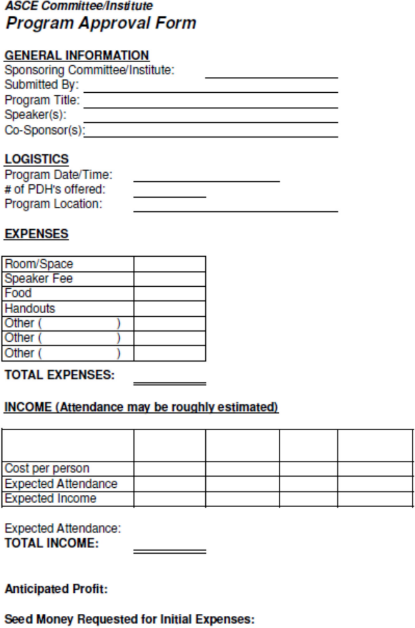 ASCE Committee/Institute
Program Approval Form
GENERAL INFORMATION
Sponsoring Committee/Institute:
Submitted By:
Program Title:
Speaker(s):
Co-Sponsor(s):
LOGISTICS
Program Date/Time:
# of PDH's offered:
Program Location:
EXPENSES
Room/Space
Speaker Fee
Food
Handouts
Other (                    )
Other (                    )
Other (                    )
TOTAL EXPENSES:
INCOME (Attendance may be roughly estimated)
Cost per person
Expected Attendance
Expected Income
Expected Attendance:
TOTAL INCOME:
Anticipated Profit:
Seed Money Requested for Initial Expenses: